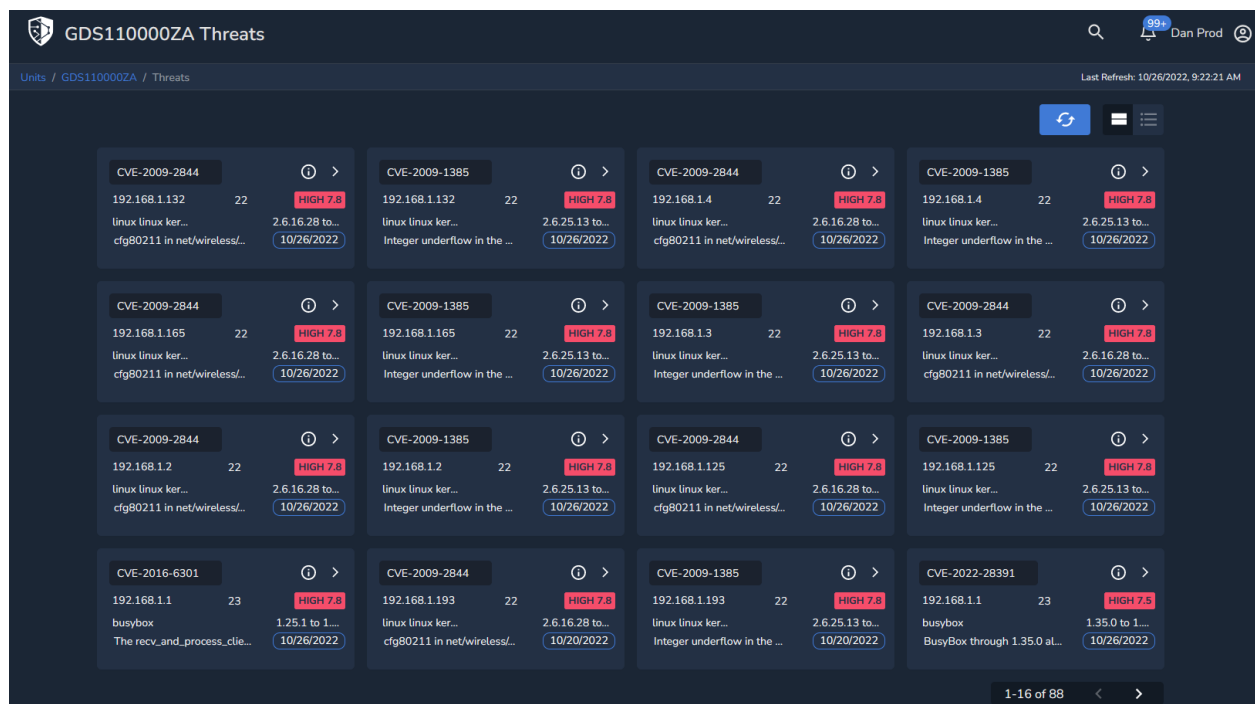 GDS110000ZA Threats
99+
Dan Prod
Units / GDS110000ZA / Threats
Last Refresh: 10/26/2022, 9:22:21 AM
CVE-2009-2844
192.168.1.132 22 HIGH 7.8
linux linux ker... 2.6.16.28 to...
cfg80211 in net/wireless/... 10/26/2022
CVE-2009-1385
192.168.1.132 22 HIGH 7.8
linux linux ker... 2.6.25.13 to...
Integer underflow in the ... 10/26/2022
CVE-2009-2844
192.168.1.4 22 HIGH 7.8
linux linux ker... 2.6.16.28 to...
cfg80211 in net/wireless/... 10/26/2022
CVE-2009-1385
192.168.1.4 22 HIGH 7.8
linux linux ker... 2.6.25.13 to...
Integer underflow in the ... 10/26/2022
CVE-2009-2844
192.168.1.165 22 HIGH 7.8
linux linux ker... 2.6.16.28 to...
cfg80211 in net/wireless/... 10/26/2022
CVE-2009-1385
192.168.1.165 22 HIGH 7.8
linux linux ker... 2.6.25.13 to...
Integer underflow in the ... 10/26/2022
CVE-2009-1385
192.168.1.3 22 HIGH 7.8
linux linux ker... 2.6.25.13 to...
Integer underflow in the ... 10/26/2022
CVE-2009-2844
192.168.1.3 22 HIGH 7.8
linux linux ker... 2.6.16.28 to...
cfg80211 in net/wireless/... 10/26/2022
CVE-2009-2844
192.168.1.2 22 HIGH 7.8
linux linux ker... 2.6.16.28 to...
cfg80211 in net/wireless/... 10/26/2022
CVE-2009-1385
192.168.1.2 22 HIGH 7.8
linux linux ker... 2.6.25.13 to...
Integer underflow in the ... 10/26/2022
CVE-2009-2844
192.168.1.125 22 HIGH 7.8
linux linux ker... 2.6.16.28 to...
cfg80211 in net/wireless/... 10/26/2022
CVE-2009-1385
192.168.1.125 22 HIGH 7.8
linux linux ker... 2.6.25.13 to...
Integer underflow in the ... 10/26/2022
CVE-2016-6301
192.168.1.1 23 HIGH 7.8
busybox 1.25.1 to 1....
The recv_and_process_clie... 10/26/2022
CVE-2009-2844
192.168.1.193 22 HIGH 7.8
linux linux ker... 2.6.16.28 to...
cfg80211 in net/wireless/... 10/20/2022
CVE-2009-1385
192.168.1.193 22 HIGH 7.8
linux linux ker... 2.6.25.13 to...
Integer underflow in the ... 10/20/2022
CVE-2022-28391
192.168.1.1 23 HIGH 7.5
busybox 1.35.0 to 1....
BusyBox through 1.35.0 al... 10/26/2022
1-16 of 88